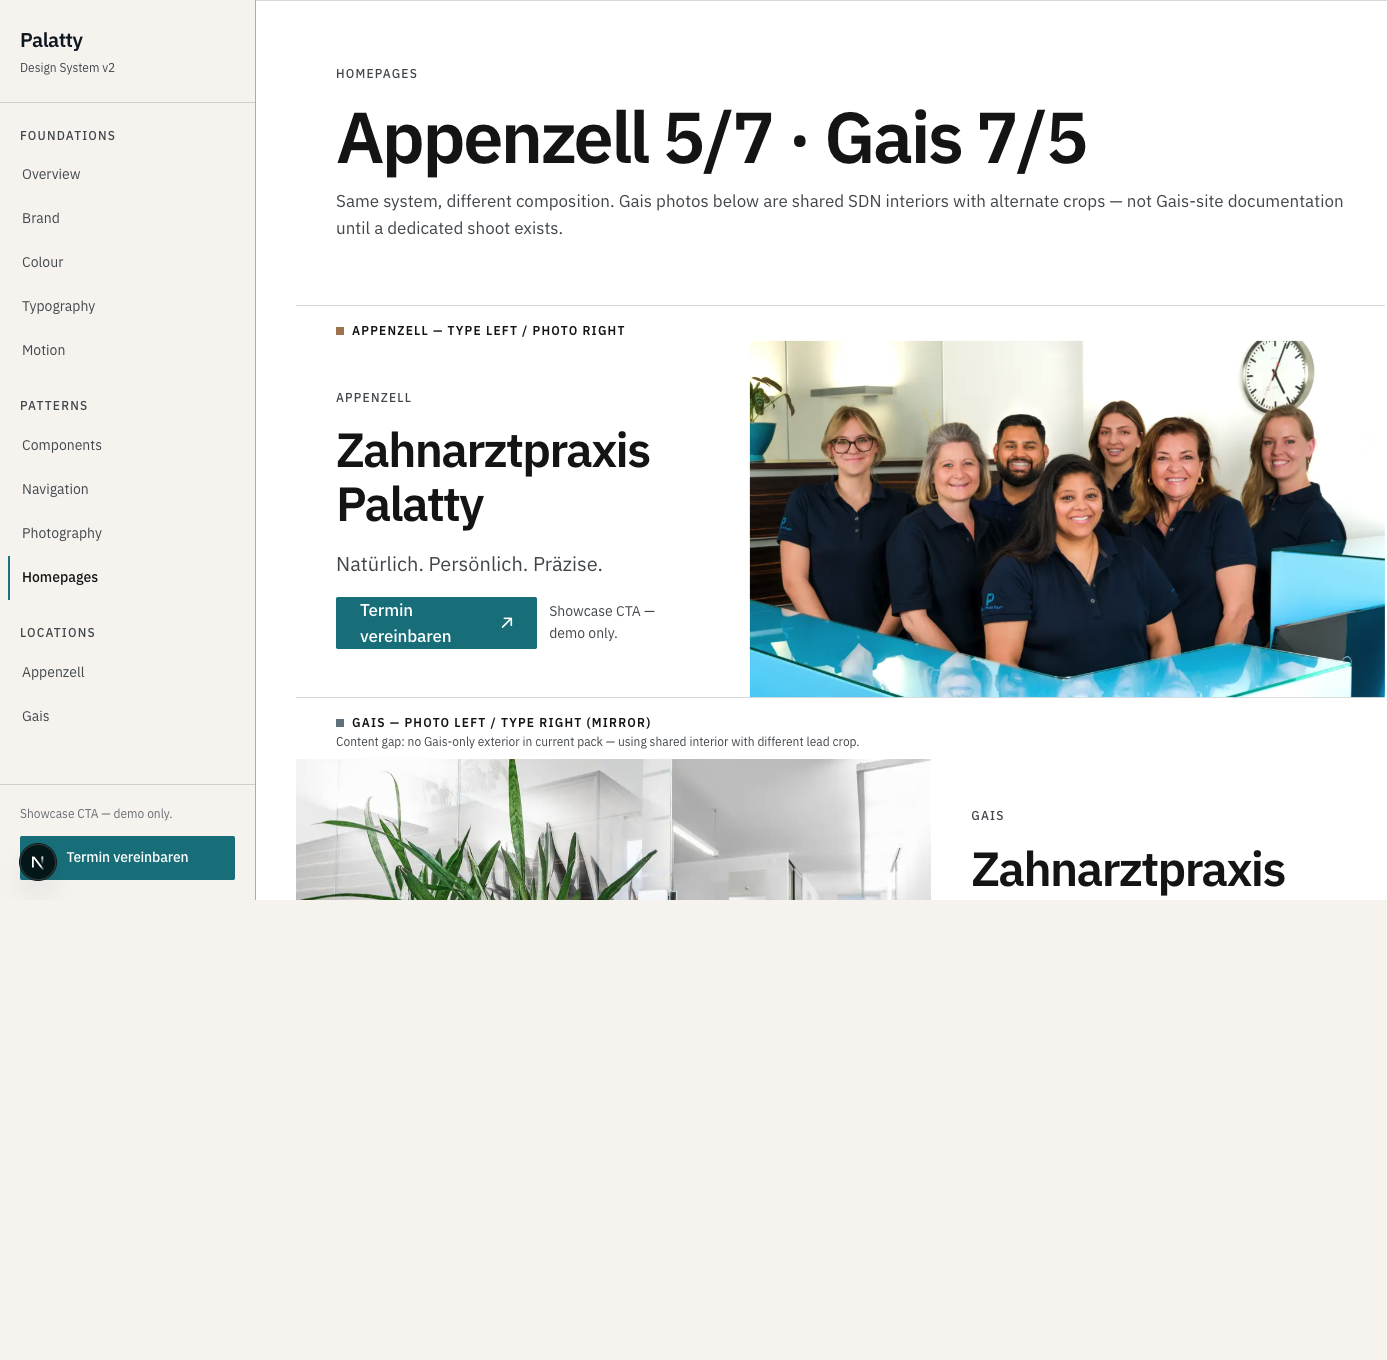 Palatty
Design System v2
FOUNDATIONS
Overview
Brand
Colour
Typography
Motion
PATTERNS
Components
Navigation
Photography
Homepages
LOCATIONS
Appenzell
Gais
Showcase CTA — demo only.
Termin vereinbaren
HOMEPAGES
Appenzell 5/7 · Gais 7/5
Same system, different composition. Gais photos below are shared SDN interiors with alternate crops — not Gais-site documentation
until a dedicated shoot exists.
APPENZELL — TYPE LEFT / PHOTO RIGHT
APPENZELL
Zahnarztpraxis
Palatty
Natürlich. Persönlich. Präzise.
Termin
vereinbaren
Showcase CTA —
demo only.
GAIS — PHOTO LEFT / TYPE RIGHT (MIRROR)
Content gap: no Gais-only exterior in current pack — using shared interior with different lead crop.
GAIS
Zahnarztpraxis